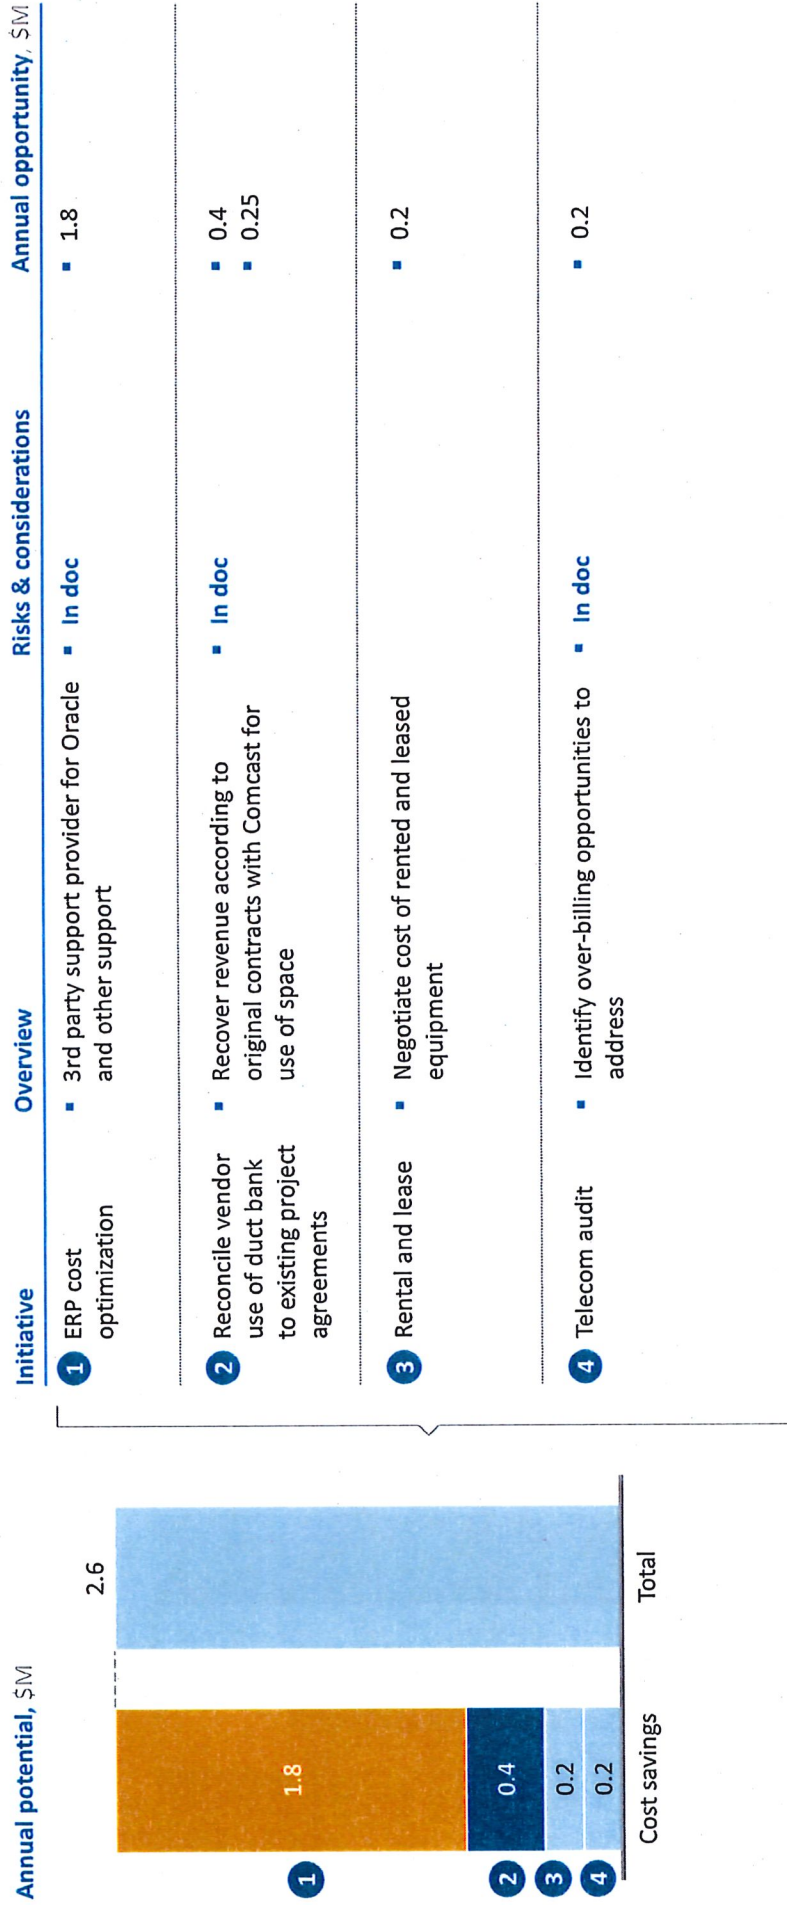 Annual potential, $M
2.6
1.8
0.4
0.2
0.2
1
2
3
4
Cost savings
Total
Initiative
Overview
Risks & considerations
Annual opportunity, $M
1
ERP cost
optimization
3rd party support provider for Oracle
and other support
In doc
1.8
2
Reconcile vendor
use of duct bank
to existing project
agreements
Recover revenue according to
original contracts with Comcast for
use of space
In doc
0.4
0.25
3
Rental and lease
Negotiate cost of rented and leased
equipment
0.2
4
Telecom audit
Identify over-billing opportunities to
address
In doc
0.2